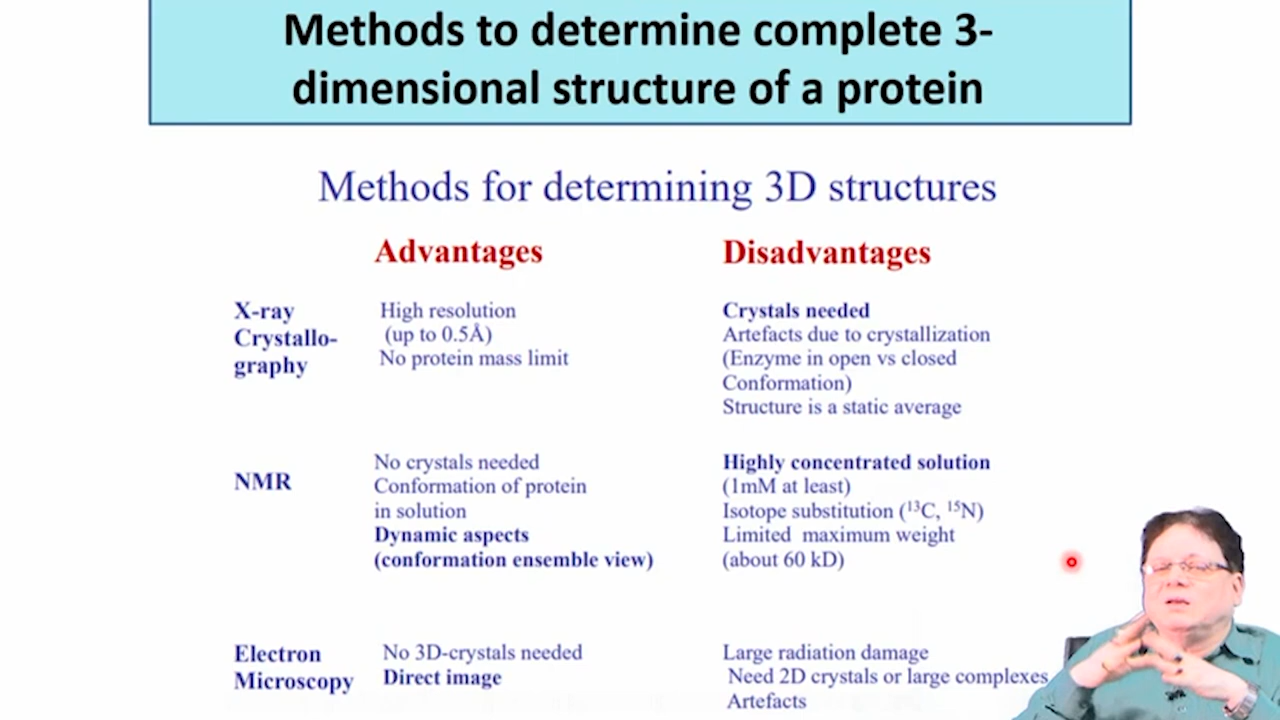 Methods to determine complete 3-
dimensional structure of a protein
Methods for determining 3D structures
Advantages
Disadvantages
X-ray
Crystallo-
graphy
High resolution
(up to 0.5Å)
No protein mass limit
Crystals needed
Artefacts due to crystallization
(Enzyme in open vs closed
Conformation)
Structure is a static average
NMR
No crystals needed
Conformation of protein
in solution
Dynamic aspects
(conformation ensemble view)
Highly concentrated solution
(1mM at least)
Isotope substitution (¹³C, ¹⁵N)
Limited maximum weight
(about 60 kD)
Electron
Microscopy
No 3D-crystals needed
Direct image
Large radiation damage
Need 2D crystals or large complexes
Artefacts